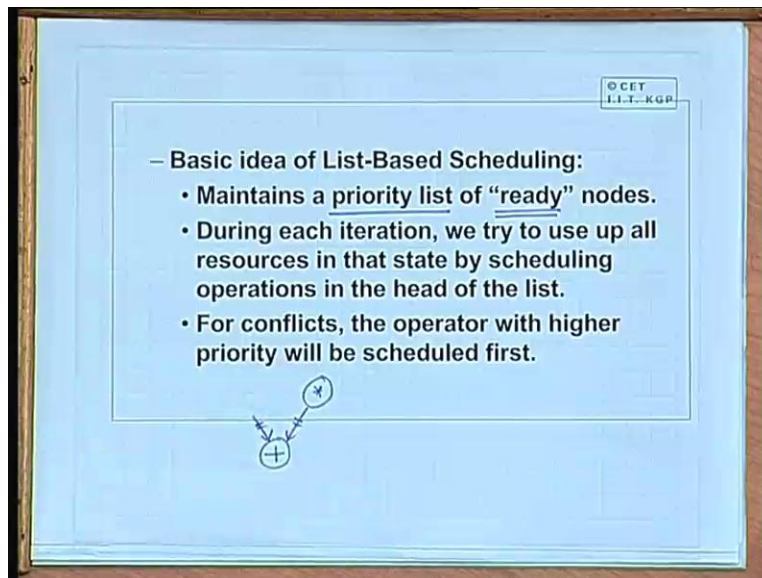 © CET
I.I.T. KGP
– Basic idea of List-Based Scheduling:
• Maintains a priority list of “ready” nodes.
• During each iteration, we try to use up all
resources in that state by scheduling
operations in the head of the list.
• For conflicts, the operator with higher
priority will be scheduled first.
*
+